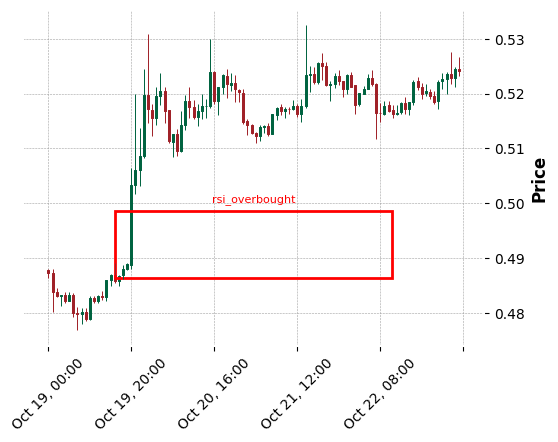 0.53
0.52
0.51
0.50
0.49
0.48
Price
rsi_overbought
Oct 19, 00:00
Oct 19, 20:00
Oct 20, 16:00
Oct 21, 12:00
Oct 22, 08:00